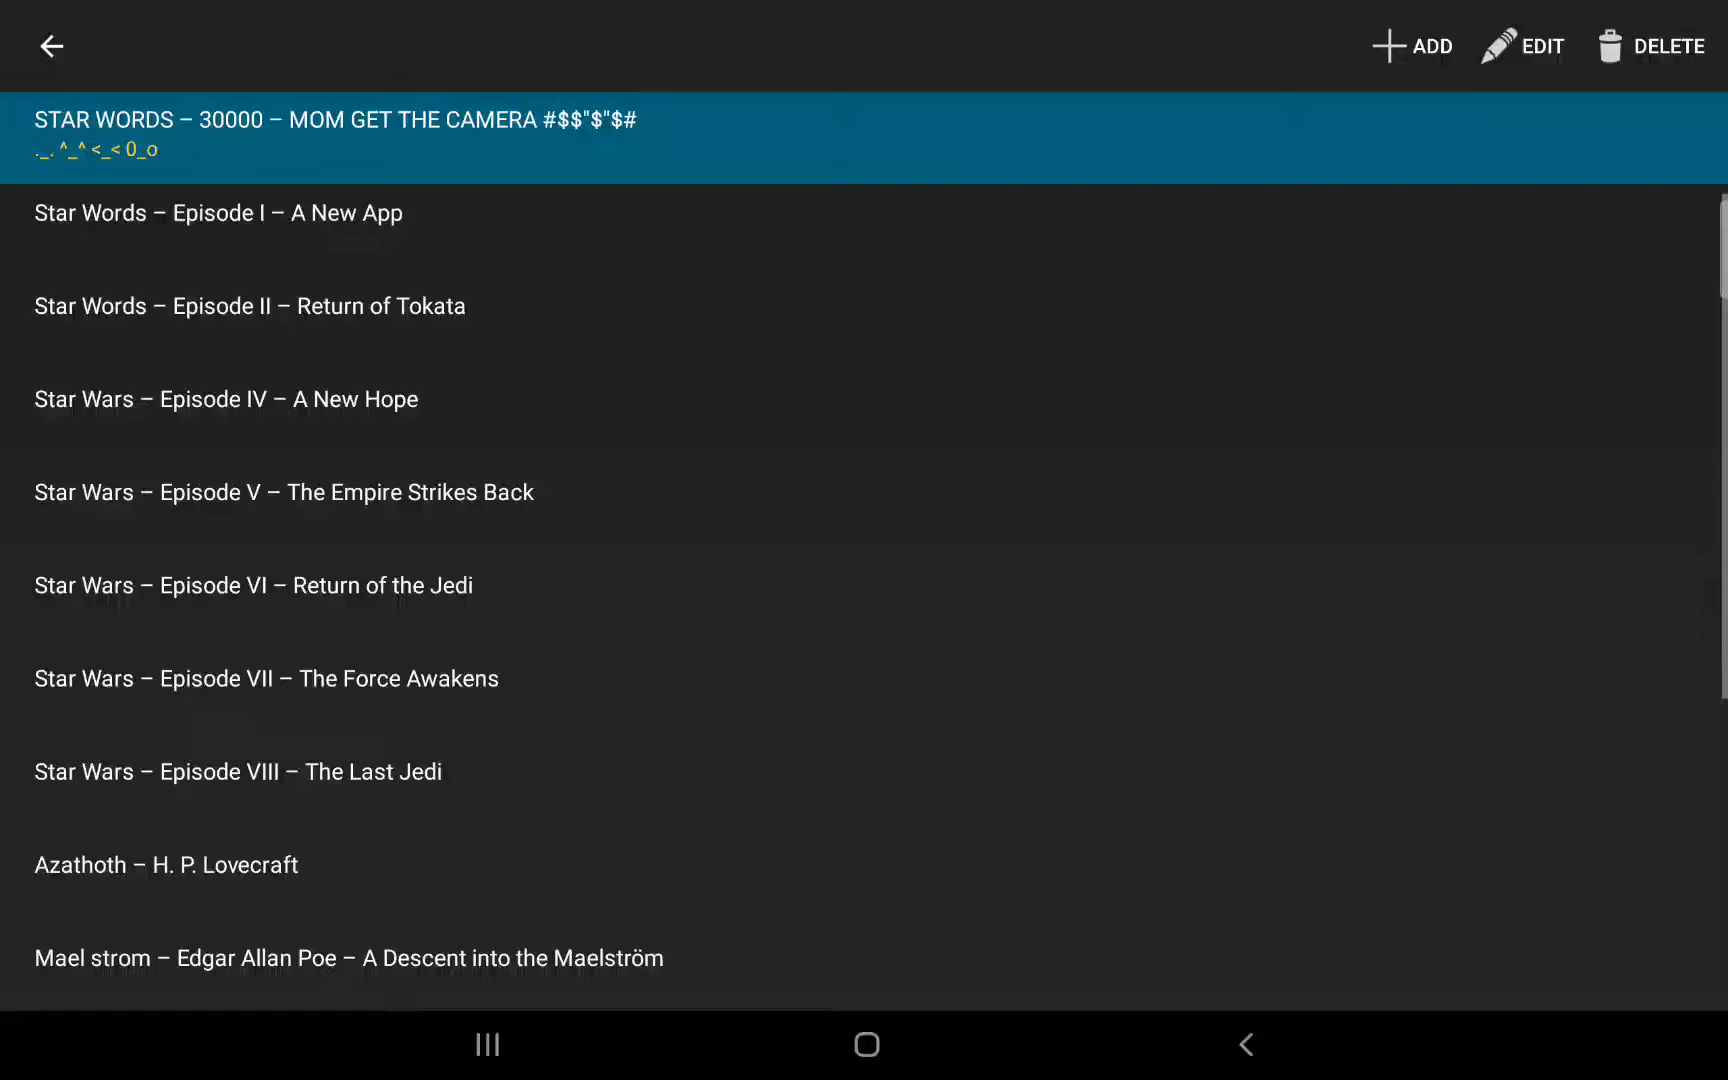 ADD EDIT DELETE
STAR WORDS – 30000 – MOM GET THE CAMERA #$$"$"$#
._. ^_^ <_< 0_o
Star Words – Episode I – A New App
Star Words – Episode II – Return of Tokata
Star Wars – Episode IV – A New Hope
Star Wars – Episode V – The Empire Strikes Back
Star Wars – Episode VI – Return of the Jedi
Star Wars – Episode VII – The Force Awakens
Star Wars – Episode VIII – The Last Jedi
Azathoth – H. P. Lovecraft
Mael strom – Edgar Allan Poe – A Descent into the Maelström